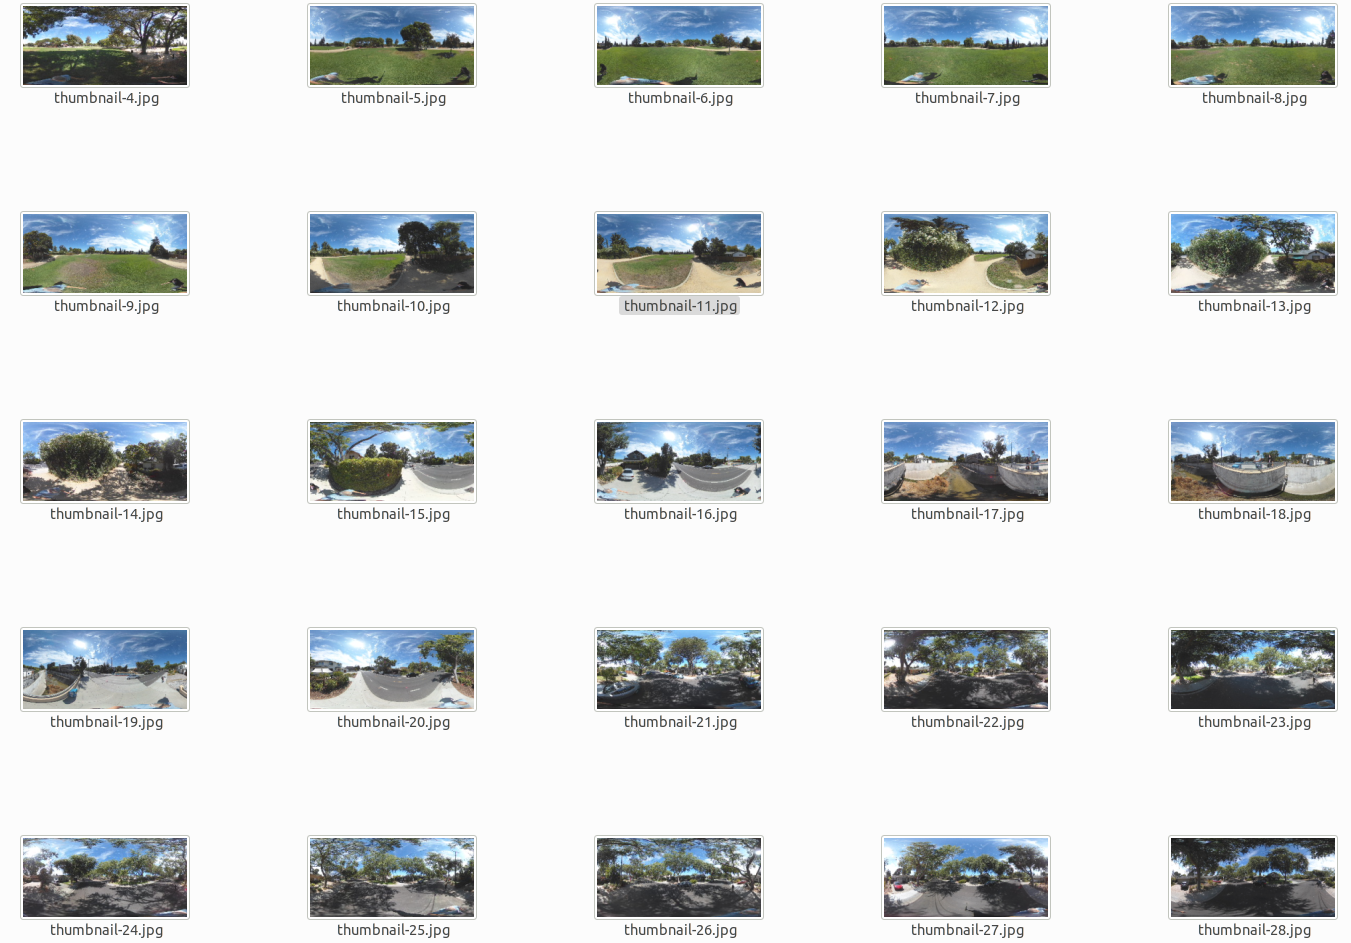 thumbnail-4.jpg
thumbnail-5.jpg
thumbnail-6.jpg
thumbnail-7.jpg
thumbnail-8.jpg
thumbnail-9.jpg
thumbnail-10.jpg
thumbnail-11.jpg
thumbnail-12.jpg
thumbnail-13.jpg
thumbnail-14.jpg
thumbnail-15.jpg
thumbnail-16.jpg
thumbnail-17.jpg
thumbnail-18.jpg
thumbnail-19.jpg
thumbnail-20.jpg
thumbnail-21.jpg
thumbnail-22.jpg
thumbnail-23.jpg
thumbnail-24.jpg
thumbnail-25.jpg
thumbnail-26.jpg
thumbnail-27.jpg
thumbnail-28.jpg